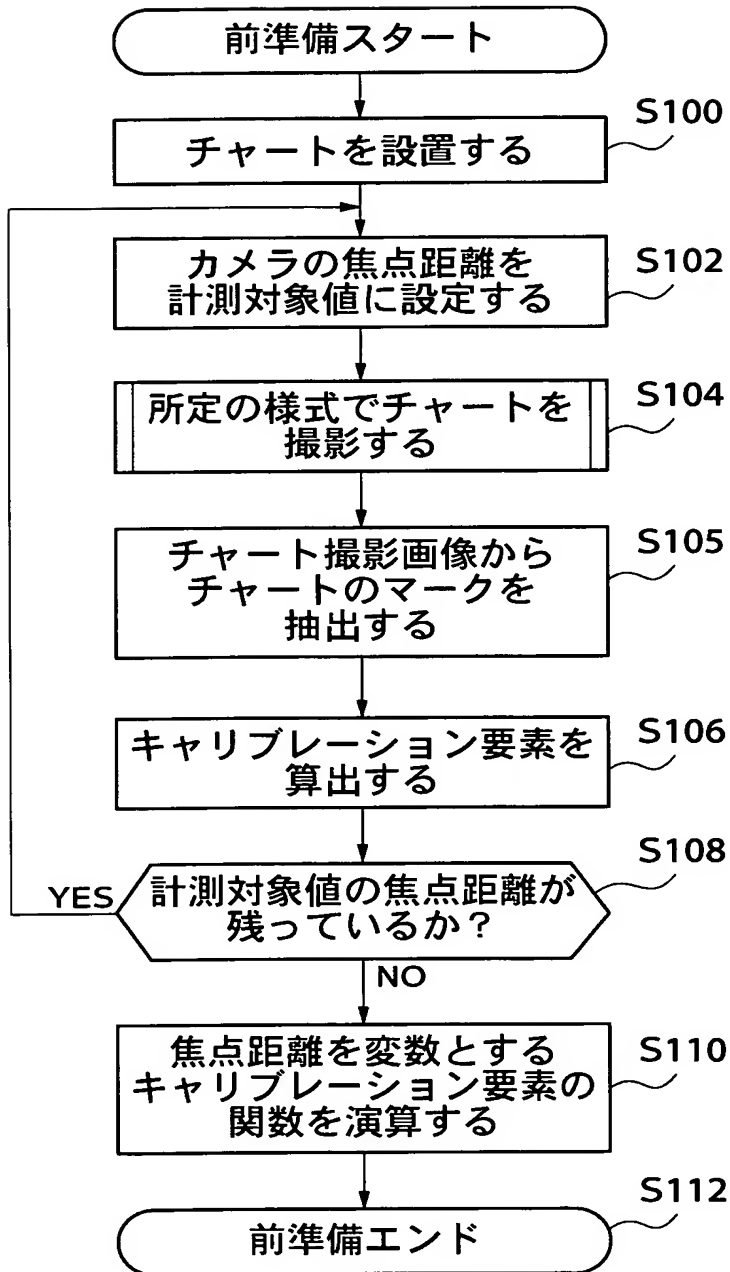 前準備スタート
S100
チャートを設置する
S102
カメラの焦点距離を
計測対象値に設定する
S104
所定の様式でチャートを
撮影する
S105
チャート撮影画像から
チャートのマークを
抽出する
S106
キャリブレーション要素を
算出する
S108
計測対象値の焦点距離が
残っているか？
YES
NO
S110
焦点距離を変数とする
キャリブレーション要素の
関数を演算する
S112
前準備エンド